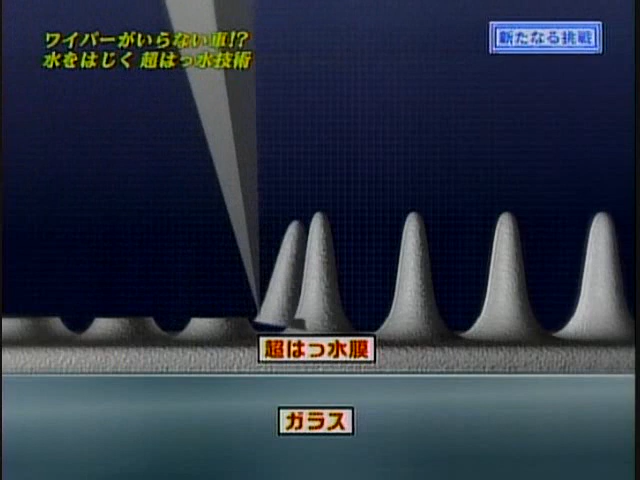 ワイパーがいらない車!?
水をはじく 超はっ水技術
新たなる挑戦
超はっ水膜
ガラス